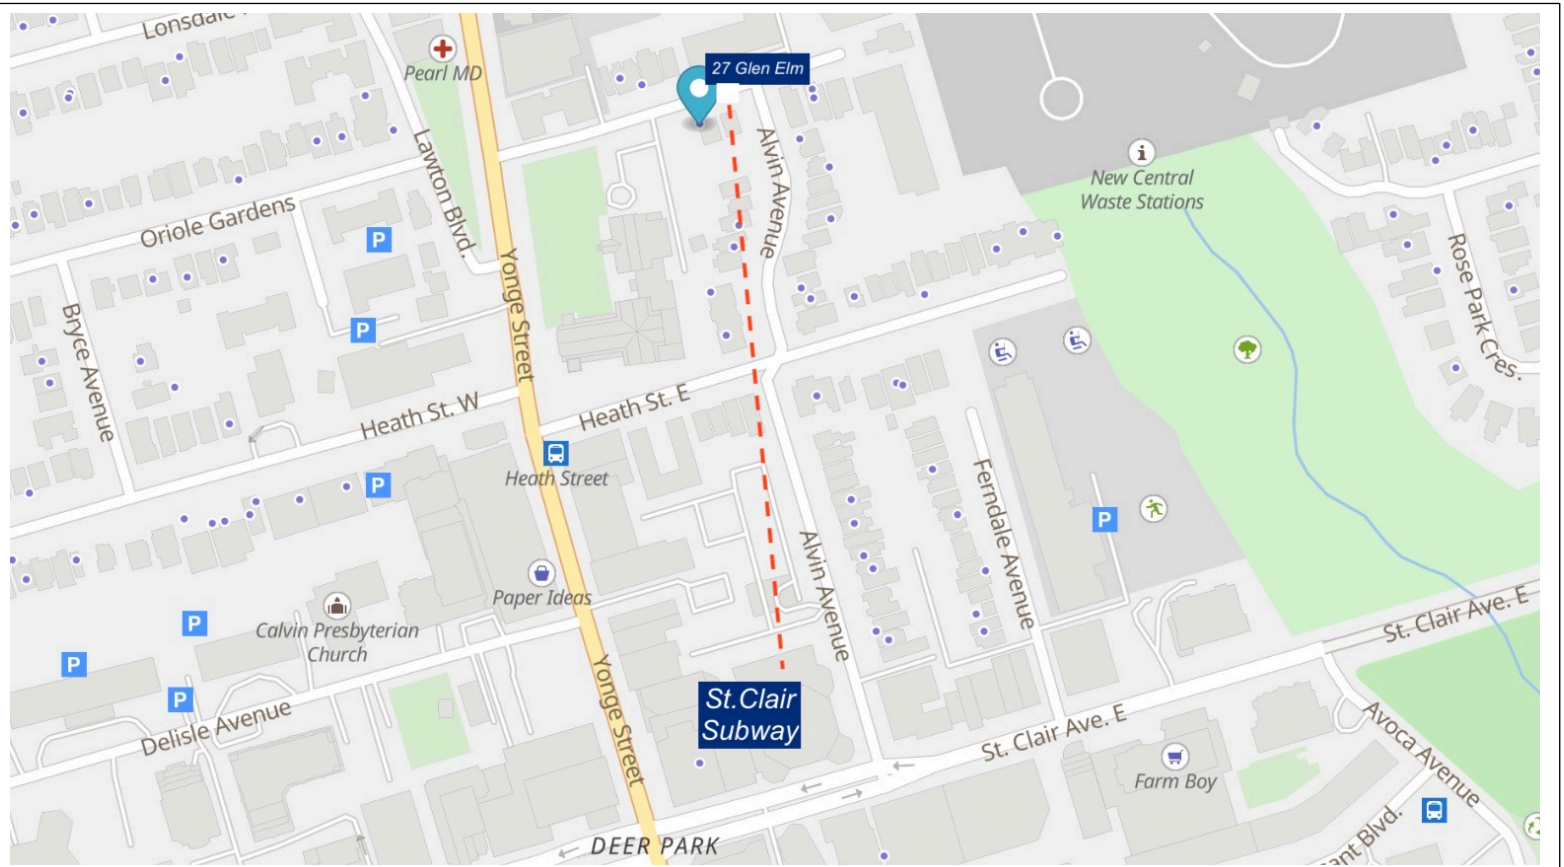 Lonsdale
Pearl MD
27 Glen Elm
Alvin Avenue
Lawton Blvd.
New Central
Waste Stations
Oriole Gardens
P
Yonge Street
Rose Park Cres.
Bryce Avenue
P
Heath St. W
Heath St. E
Heath Street
P
Ferndale Avenue
P
Alvin Avenue
Paper Ideas
Calvin Presbyterian
Church
P
P
P
St. Clair Ave. E
Yonge Street
St.Clair
Subway
Delisle Avenue
St. Clair Ave. E
Avoca Avenue
Farm Boy
DEER PARK
Blvd.